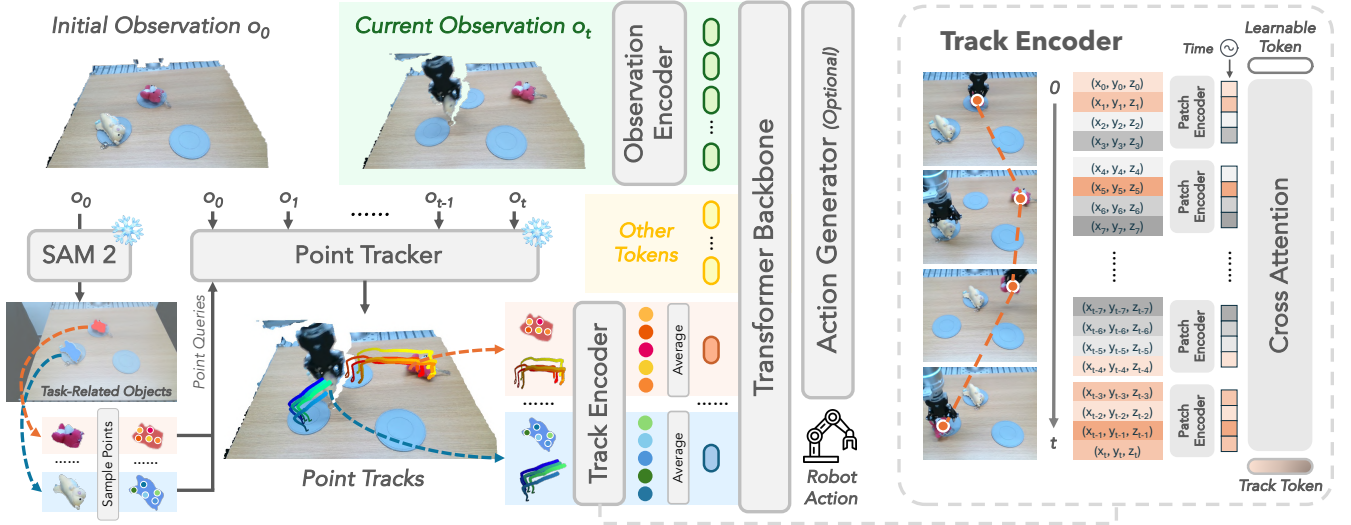 Initial Observation o0
Current Observation ot
Observation
Encoder
o0
SAM 2
o0
o1
......
ot-1
ot
Point Tracker
Other
Tokens
Point Queries
Task-Related Objects
Sample Points
......
......
Point Tracks
......
......
Track Encoder
Average
Average
......
Transformer Backbone
Action Generator (Optional)
Robot
Action
Track Encoder
Time
Learnable
Token
0
t
(x0, y0, z0)
(x1, y1, z1)
(x2, y2, z2)
(x3, y3, z3)
Patch
Encoder
(x4, y4, z4)
(x5, y5, z5)
(x6, y6, z6)
(x7, y7, z7)
Patch
Encoder
......
......
(xt-7, yt-7, zt-7)
(xt-6, yt-6, zt-6)
(xt-5, yt-5, zt-5)
(xt-4, yt-4, zt-4)
Patch
Encoder
(xt-3, yt-3, zt-3)
(xt-2, yt-2, zt-2)
(xt-1, yt-1, zt-1)
(xt, yt, zt)
Patch
Encoder
Cross Attention
Track Token